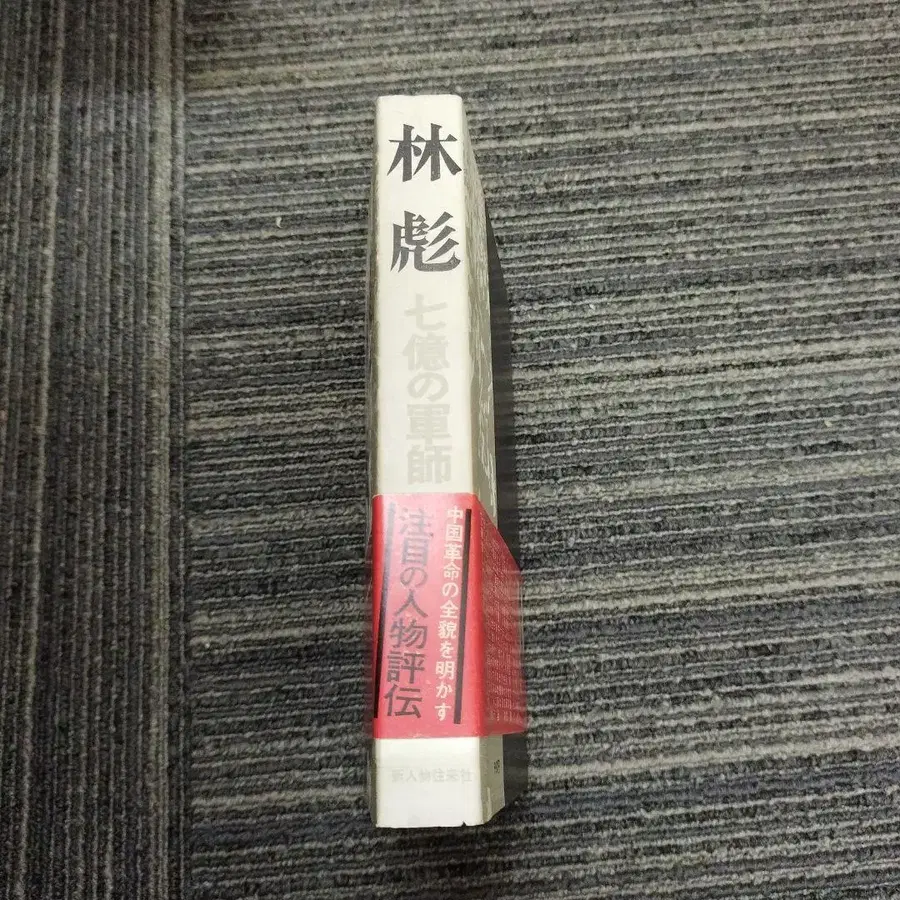 林彪
七億の軍師
中国革命の全貌を明かす
注目の人物評伝
新人物往来社